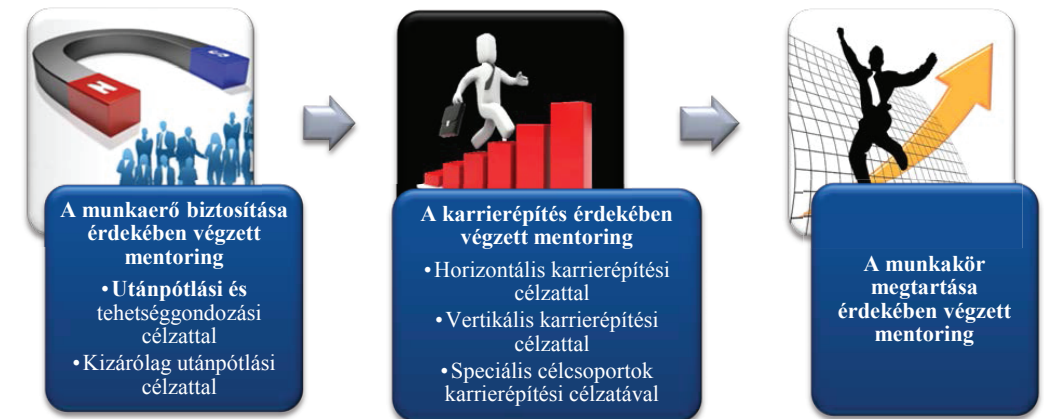 N
S
A munkaerő biztosítása
érdekében végzett
mentoring
•Utánpótlási és
tehetséggondozási
célzattal
•Kizárólag utánpótlási
célzattal
A karrierépítés érdekében
végzett mentoring
•Horizontális karrierépítési
célzattal
•Vertikális karrierépítési
célzattal
•Speciális célcsoportok
karrierépítési célzatával
A munkakör
megtartása
érdekében végzett
mentoring